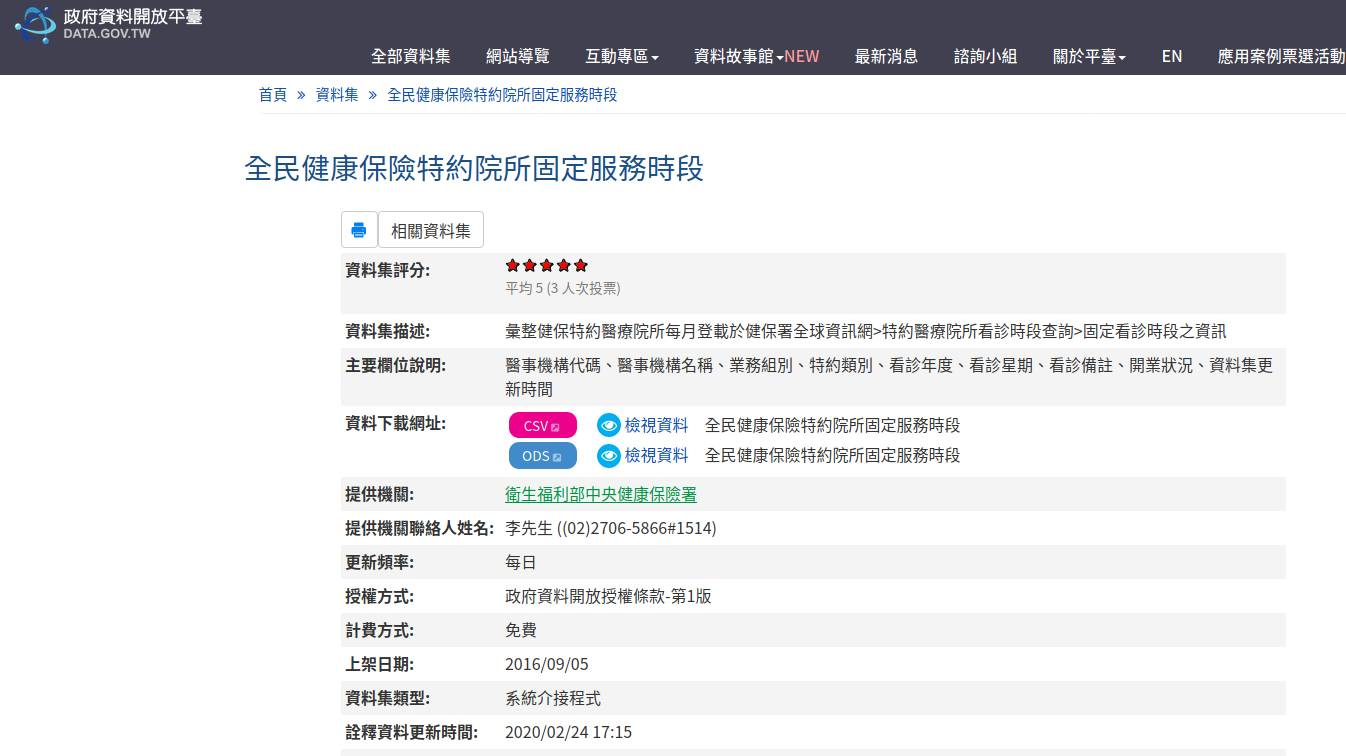 政府資料開放平臺
DATA.GOV.TW
全部資料集 網站導覽 互動專區 資料故事館 NEW 最新消息 諮詢小組 關於平臺 EN 應用案例票選活動
首頁 » 資料集 » 全民健康保險特約院所固定服務時段
全民健康保險特約院所固定服務時段
相關資料集
資料集評分:
平均 5 (3 人次投票)
資料集描述: 彙整健保特約醫療院所每月登載於健保署全球資訊網>特約醫療院所看診時段查詢>固定看診時段之資訊
主要欄位說明: 醫事機構代碼、醫事機構名稱、業務組別、特約類別、看診年度、看診星期、看診備註、開業狀況、資料集更
新時間
資料下載網址: CSV 檢視資料 全民健康保險特約院所固定服務時段
ODS 檢視資料 全民健康保險特約院所固定服務時段
提供機關: 衛生福利部中央健康保險署
提供機關聯絡人姓名: 李先生 ((02)2706-5866#1514)
更新頻率: 每日
授權方式: 政府資料開放授權條款-第1版
計費方式: 免費
上架日期: 2016/09/05
資料集類型: 系統介接程式
詮釋資料更新時間: 2020/02/24 17:15